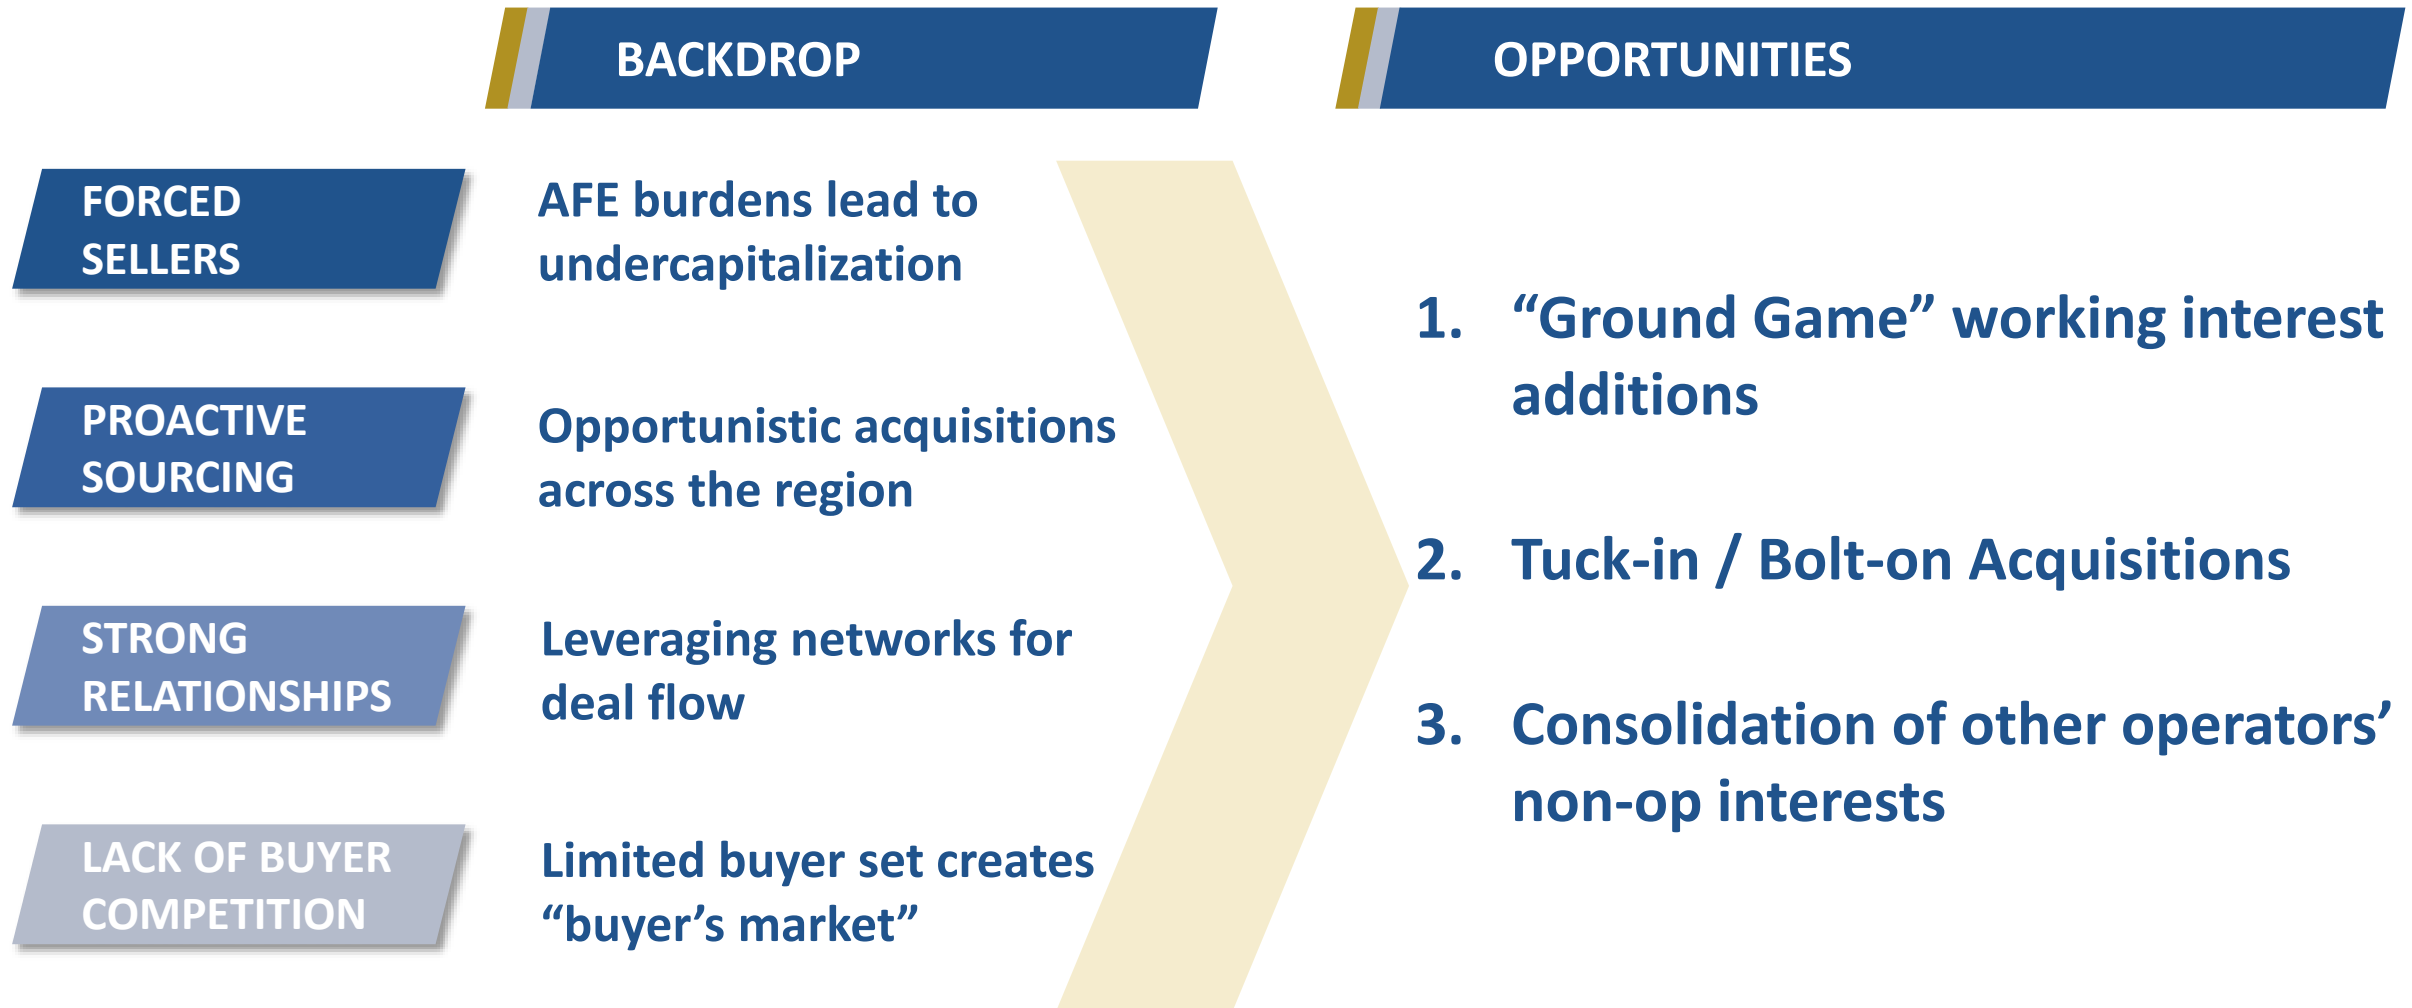 BACKDROP
OPPORTUNITIES
FORCED
SELLERS
AFE burdens lead to
undercapitalization
PROACTIVE
SOURCING
Opportunistic acquisitions
across the region
STRONG
RELATIONSHIPS
Leveraging networks for
deal flow
LACK OF BUYER
COMPETITION
Limited buyer set creates
“buyer’s market”
1. “Ground Game” working interest
additions
2. Tuck-in / Bolt-on Acquisitions
3. Consolidation of other operators’
non-op interests